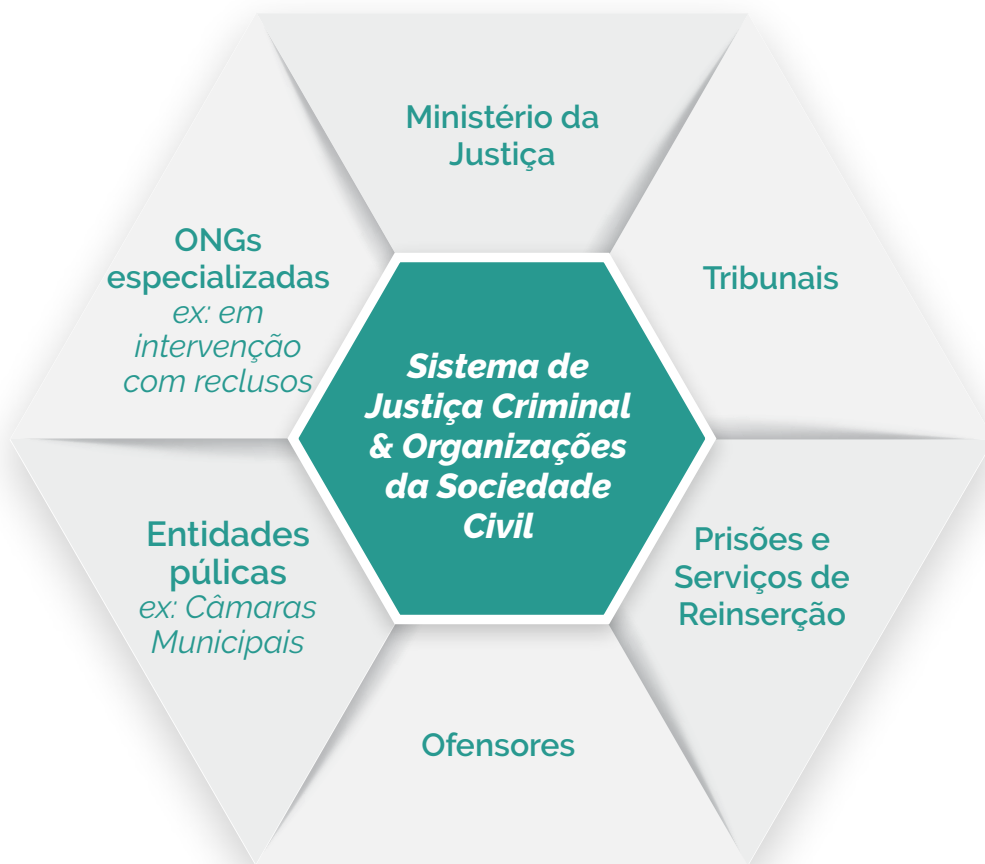 Ministério da
Justiça
ONGs
especializadas
ex: em
intervenção
com reclusos
Tribunais
Sistema de
Justiça Criminal
& Organizações
da Sociedade
Civil
Entidades
púlicas
ex: Câmaras
Municipais
Prisões e
Serviços de
Reinserção
Ofensores